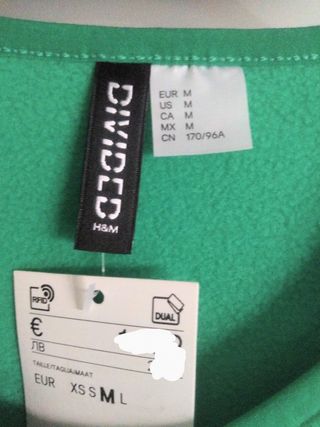 DIVIDED
H&M
EUR M
US M
CA M
MX M
CN 170/96A
RFID
DUAL
€
ЛВ
TAILLE/TAGLIA/MAAT
EUR XS S M L